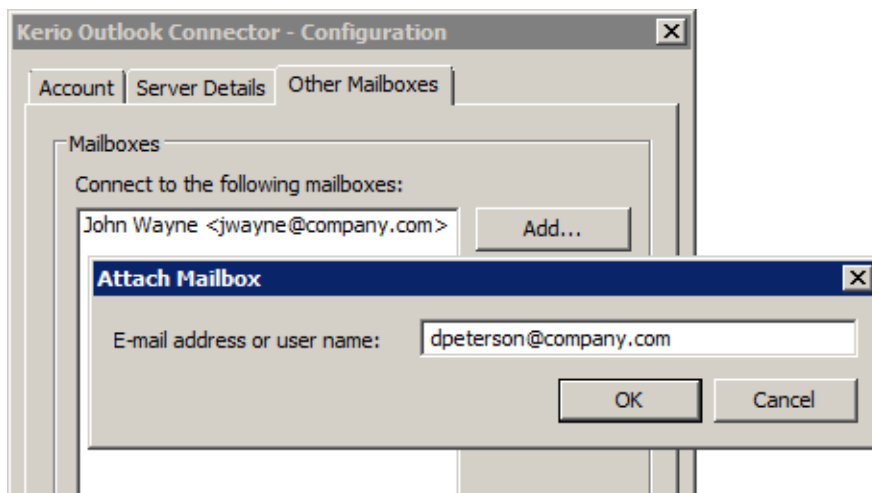 Kerio Outlook Connector - Configuration
Account Server Details Other Mailboxes
Mailboxes
Connect to the following mailboxes:
John Wayne <jwayne@company.com>
Add...
Attach Mailbox
E-mail address or user name: dpeterson@company.com
OK Cancel